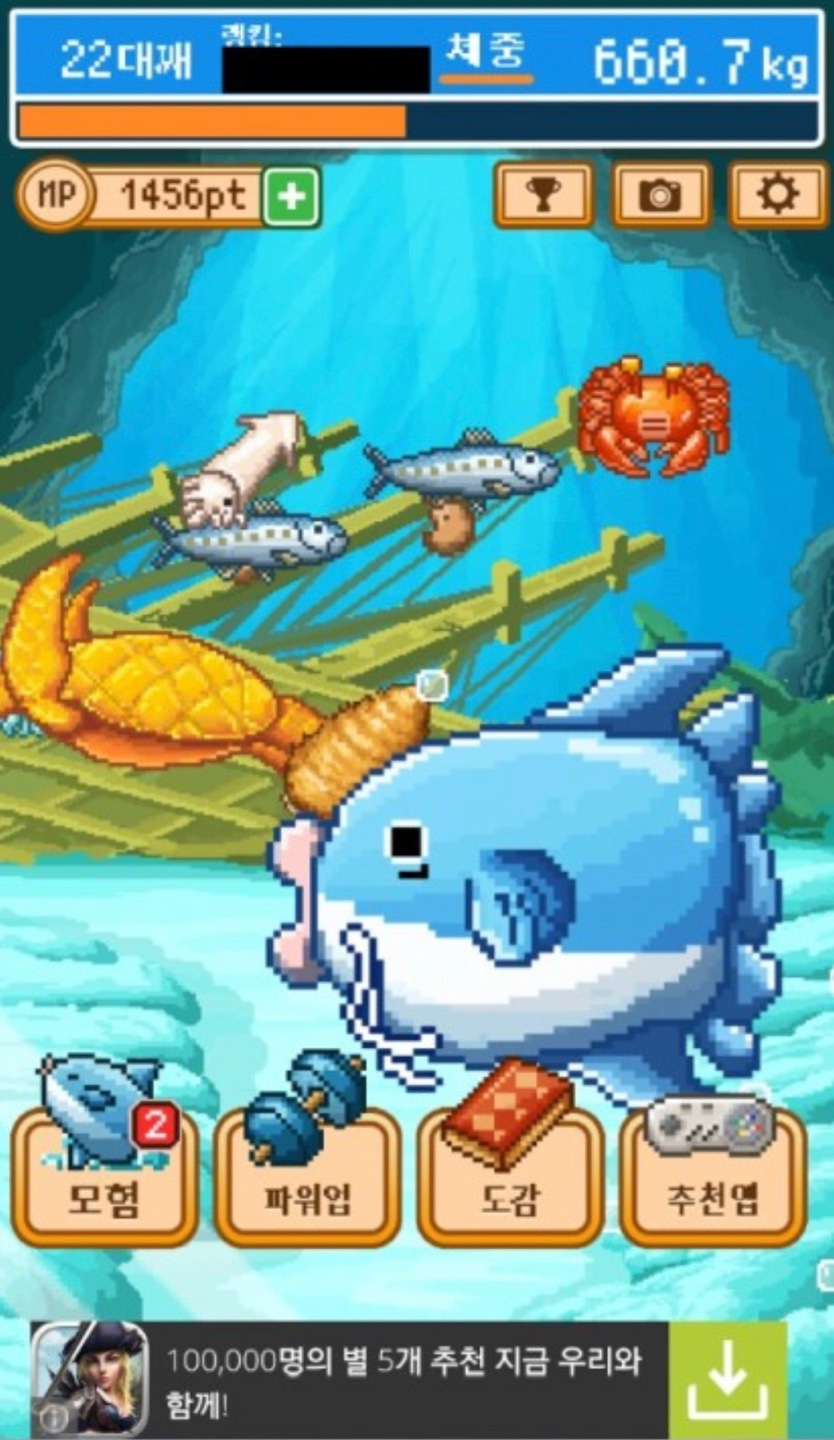 22대째
랭킹:
체중
660.7kg
MP
1456pt
2
모험
파워업
도감
추천앱
100,000명의 별 5개 추천 지금 우리와
함께!